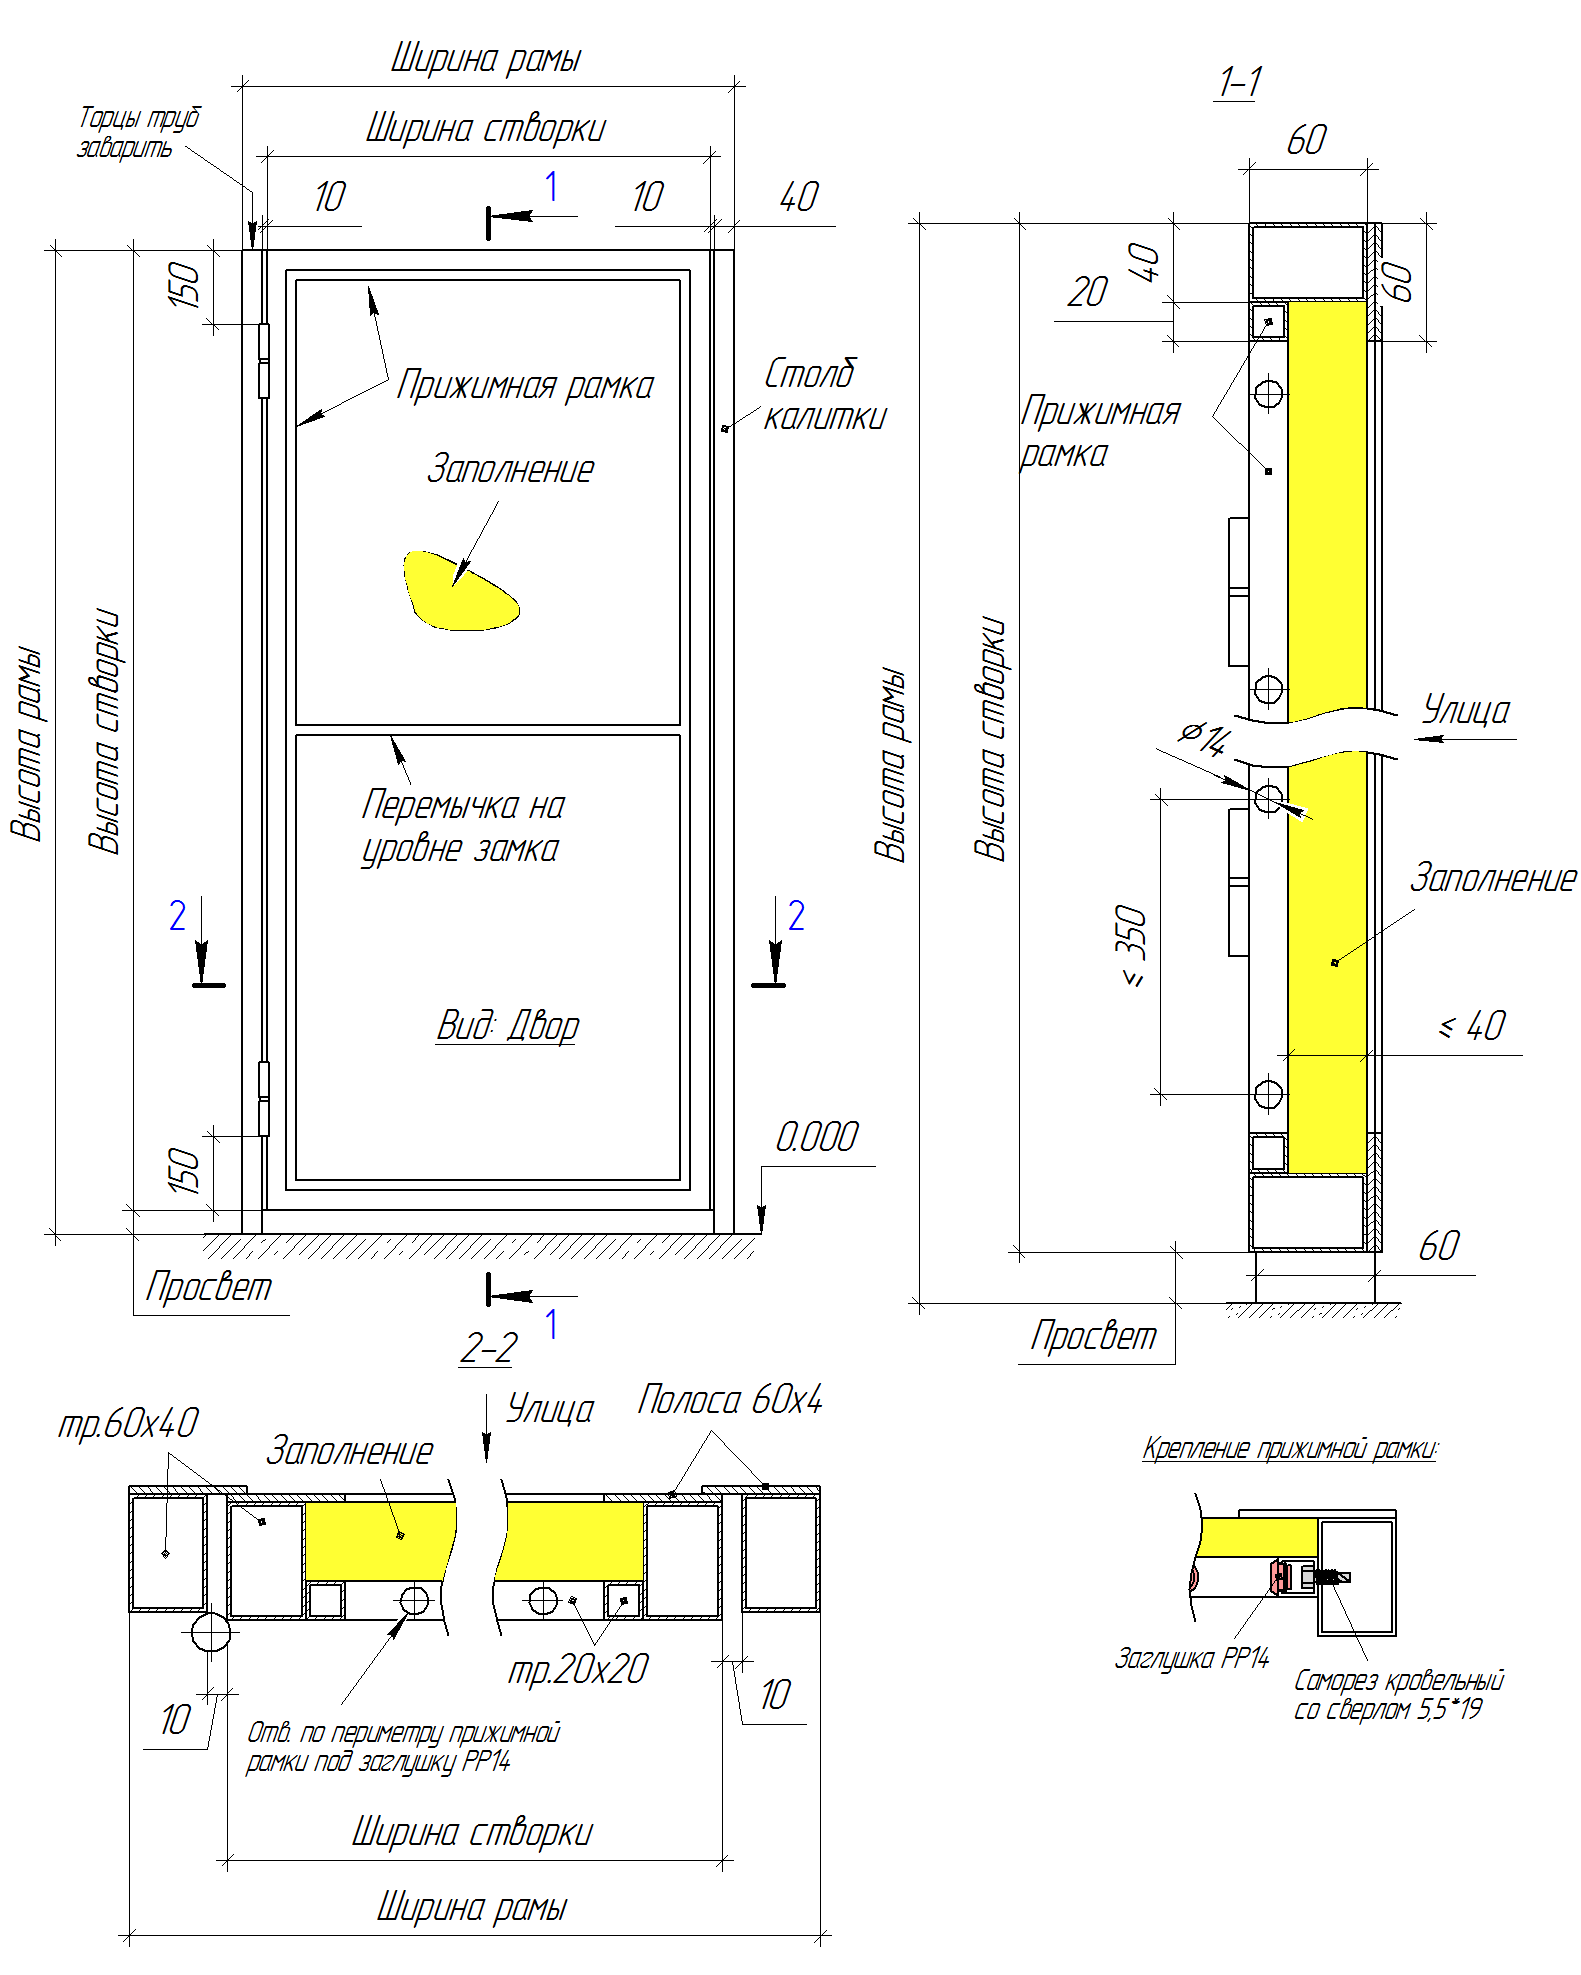 Ширина рамы
Торцы труб
заварить
Ширина створки
10
1
10
40
150
Прижимная рамка
Столб
калитки
Заполнение
Высота рамы
Высота створки
Перемычка на
уровне замка
2
2
Вид: Двор
0.000
150
Просвет
1
1-1
60
40
20
60
Прижимная
рамка
Высота рамы
Высота створки
Улица
⌀14
Заполнение
≤ 350
≤ 40
60
Просвет
2-2
Улица
Полоса 60х4
тр.60х40
Заполнение
тр.20х20
10
10
Отв. по периметру прижимной
рамки под заглушку РР14
Ширина створки
Ширина рамы
Крепление прижимной рамки:
Заглушка РР14
Саморез кровельный
со сверлом 5,5*19